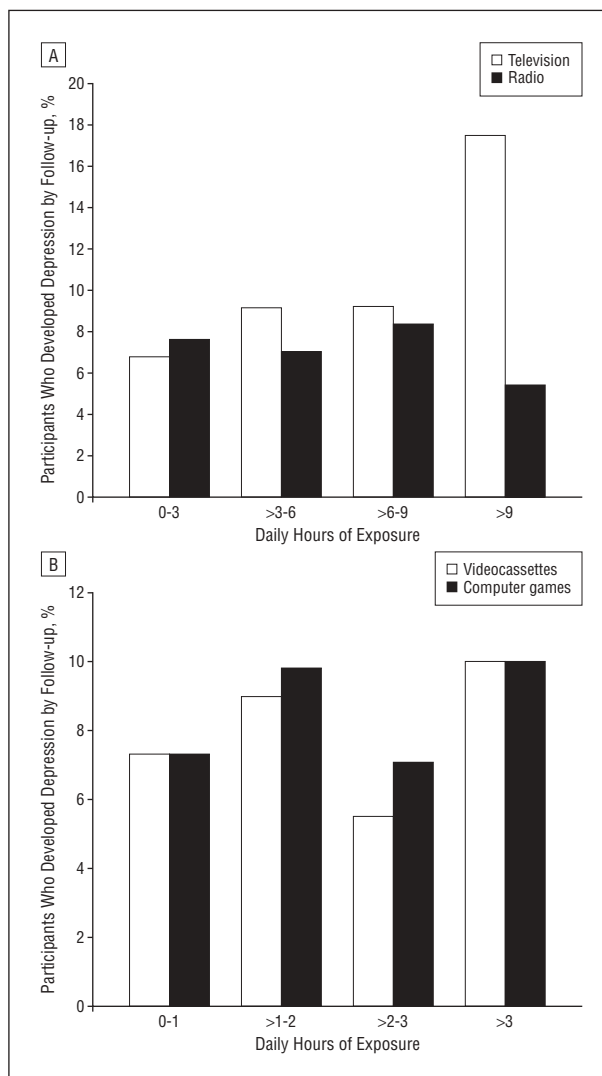 A
Television
Radio
Participants Who Developed Depression by Follow-up, %
20
18
16
14
12
10
8
6
4
2
0
0-3 >3-6 >6-9 >9
Daily Hours of Exposure
B
Videocassettes
Computer games
Participants Who Developed Depression by Follow-up, %
12
10
8
6
4
2
0
0-1 >1-2 >2-3 >3
Daily Hours of Exposure